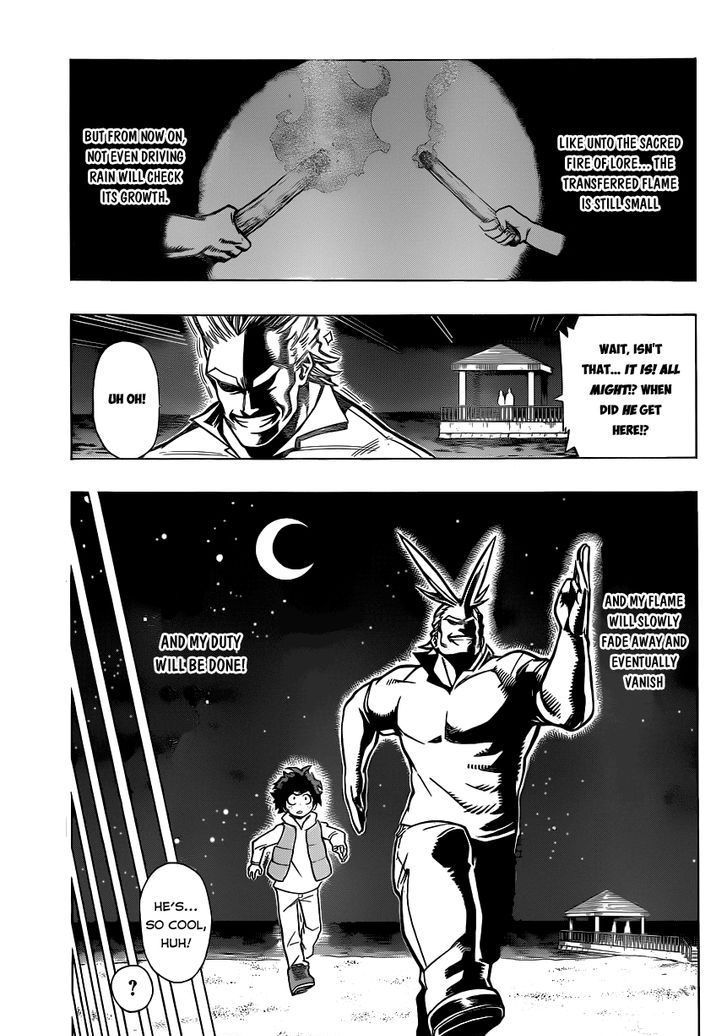 LIKE UNTO THE SACRED
FIRE OF LORE... THE
TRANSFERRED FLAME
IS STILL SMALL
BUT FROM NOW ON,
NOT EVEN DRIVING
RAIN WILL CHECK
ITS GROWTH.
WAIT, ISN'T
THAT... IT IS! ALL
MIGHT!? WHEN
DID HE GET
HERE!?
UH OH!
AND MY FLAME
WILL SLOWLY
FADE AWAY AND
EVENTUALLY
VANISH
AND MY DUTY
WILL BE DONE!
HE'S...
SO COOL,
HUH!
?